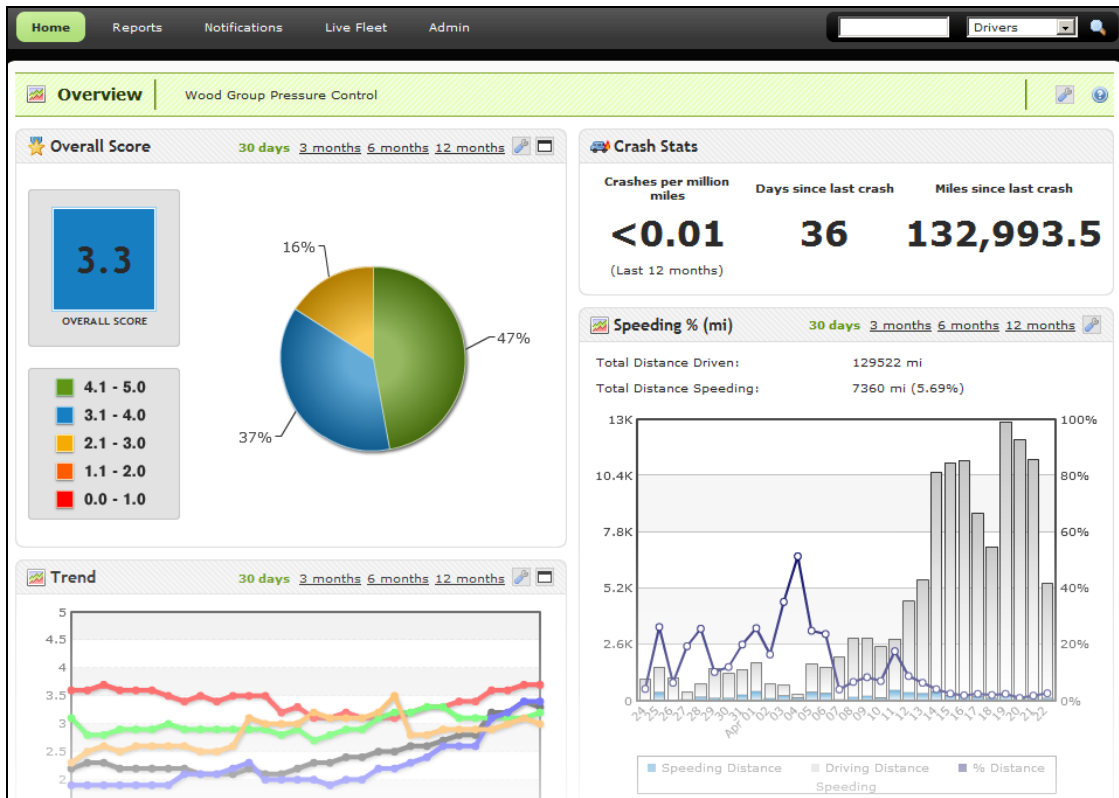 Home Reports Notifications Live Fleet Admin Drivers
Overview Wood Group Pressure Control
Overall Score 30 days 3 months 6 months 12 months
3.3
OVERALL SCORE
4.1 - 5.0
3.1 - 4.0
2.1 - 3.0
1.1 - 2.0
0.0 - 1.0
16%
47%
37%
Crash Stats
Crashes per million
miles
<0.01
(Last 12 months)
Days since last crash
36
Miles since last crash
132,993.5
Speeding % (mi) 30 days 3 months 6 months 12 months
Total Distance Driven: 129522 mi
Total Distance Speeding: 7360 mi (5.69%)
13K 100%
10.4K 80%
7.8K 60%
5.2K 40%
2.6K 20%
0 0%
24 25 26 27 28 29 30 31 Apr 01 02 03 04 05 06 07 08 09 10 11 12 13 14 15 16 17 18 19 20 21 22
Speeding Distance Driving Distance % Distance
Speeding
Trend 30 days 3 months 6 months 12 months
5
4.5
4
3.5
3
2.5
2